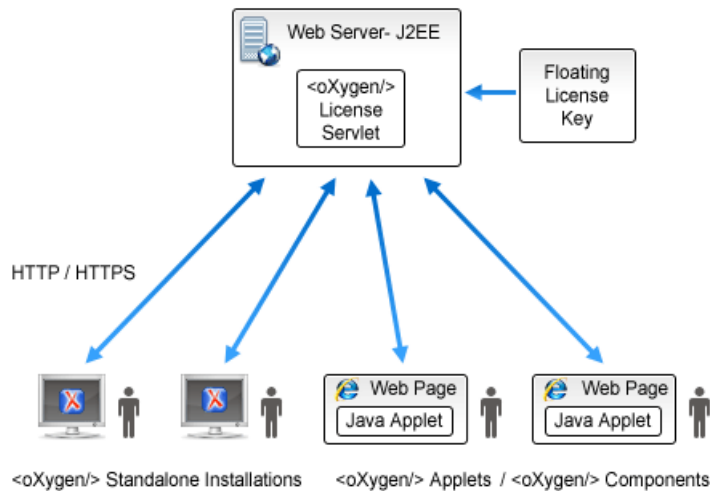 Web Server- J2EE
<oXygen/>
License
Servlet
Floating
License
Key
HTTP / HTTPS
X
X
Web Page
Java Applet
Web Page
Java Applet
<oXygen/> Standalone Installations
<oXygen/> Applets / <oXygen/> Components